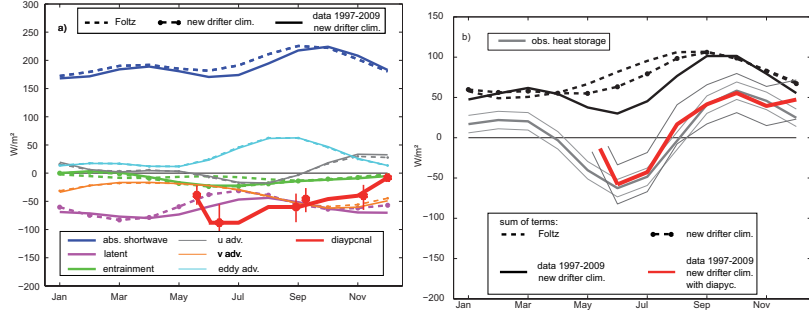 Foltz
new drifter clim.
data 1997-2009
new drifter clim.
a)
300
250
200
150
100
50
0
−50
−100
−150
−200
W/m²
Jan
Mar
May
Jul
Sep
Nov
abs. shortwave
latent
entrainment
u adv.
v adv.
eddy adv.
diaypcnal
b)
obs. heat storage
150
100
50
0
−50
−100
−150
−200
W/m²
Jan
Mar
May
Jul
Sep
Nov
sum of terms:
Foltz
new drifter clim.
data 1997-2009
new drifter clim.
data 1997-2009
new drifter clim.
with diapyc.